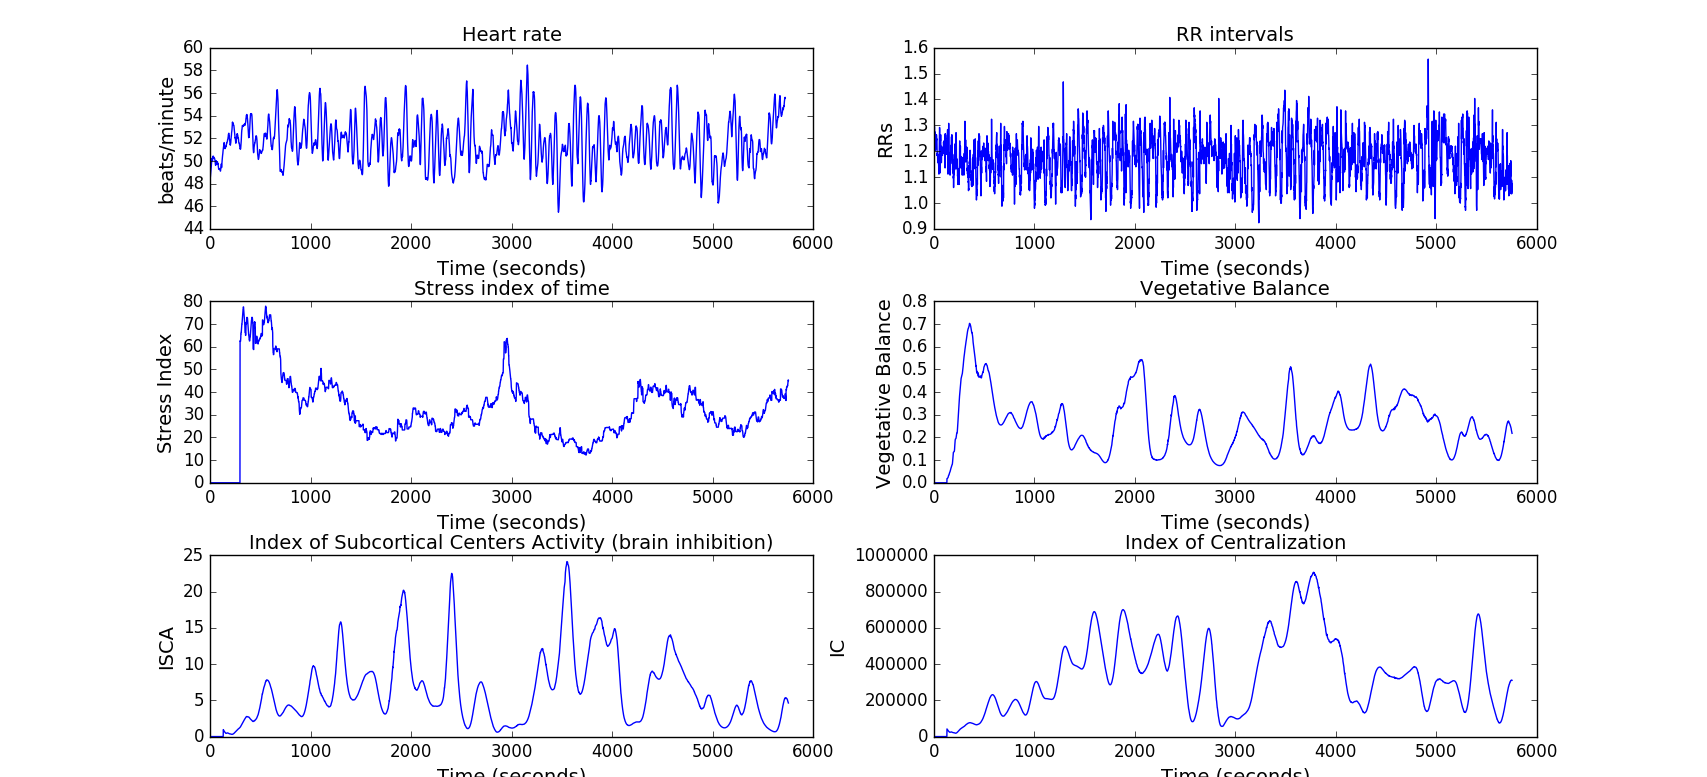 Heart rate
RR intervals
beats/minute
60
58
56
54
52
50
48
46
44
0 1000 2000 3000 4000 5000 6000
Time (seconds)
RRs
1.6
1.5
1.4
1.3
1.2
1.1
1.0
0.9
0 1000 2000 3000 4000 5000 6000
Time (seconds)
Stress index of time
Vegetative Balance
Stress Index
80
70
60
50
40
30
20
10
0
0 1000 2000 3000 4000 5000 6000
Time (seconds)
Vegetative Balance
0.8
0.7
0.6
0.5
0.4
0.3
0.2
0.1
0.0
0 1000 2000 3000 4000 5000 6000
Time (seconds)
Index of Subcortical Centers Activity (brain inhibition)
Index of Centralization
ISCA
25
20
15
10
5
0
0 1000 2000 3000 4000 5000 6000
Time (seconds)
IC
1000000
800000
600000
400000
200000
0
0 1000 2000 3000 4000 5000 6000
Time (seconds)